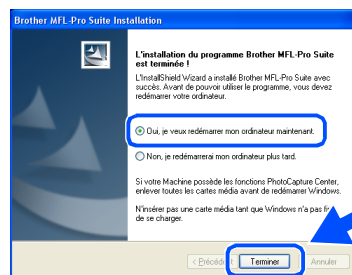 Brother MFL-Pro Suite Installation
L'installation du programme Brother MFL-Pro Suite
est terminée !
L'InstallShield Wizard a installé Brother MFL-Pro Suite avec
succès. Avant de pouvoir utiliser le programme, vous devez
redémarrer votre ordinateur.
Oui, je veux redémarrer mon ordinateur maintenant.
Non, je redémarrerai mon ordinateur plus tard.
Si votre Machine possède les fonctions PhotoCapture Center,
enlever toutes les cartes média avant de redémarrer Windows.
N'insérer pas une carte média tant que Windows n'a pas
de se charger.
Terminer
Annuler